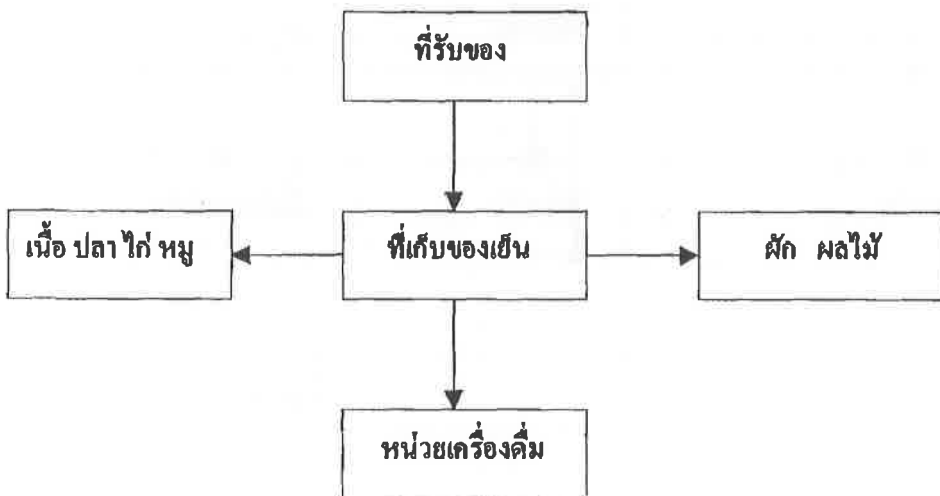 ที่รับของ
เนื้อ ปลา ไก่ หมู
ที่เก็บของเย็น
ผัก ผลไม้
หน่วยเครื่องดื่ม